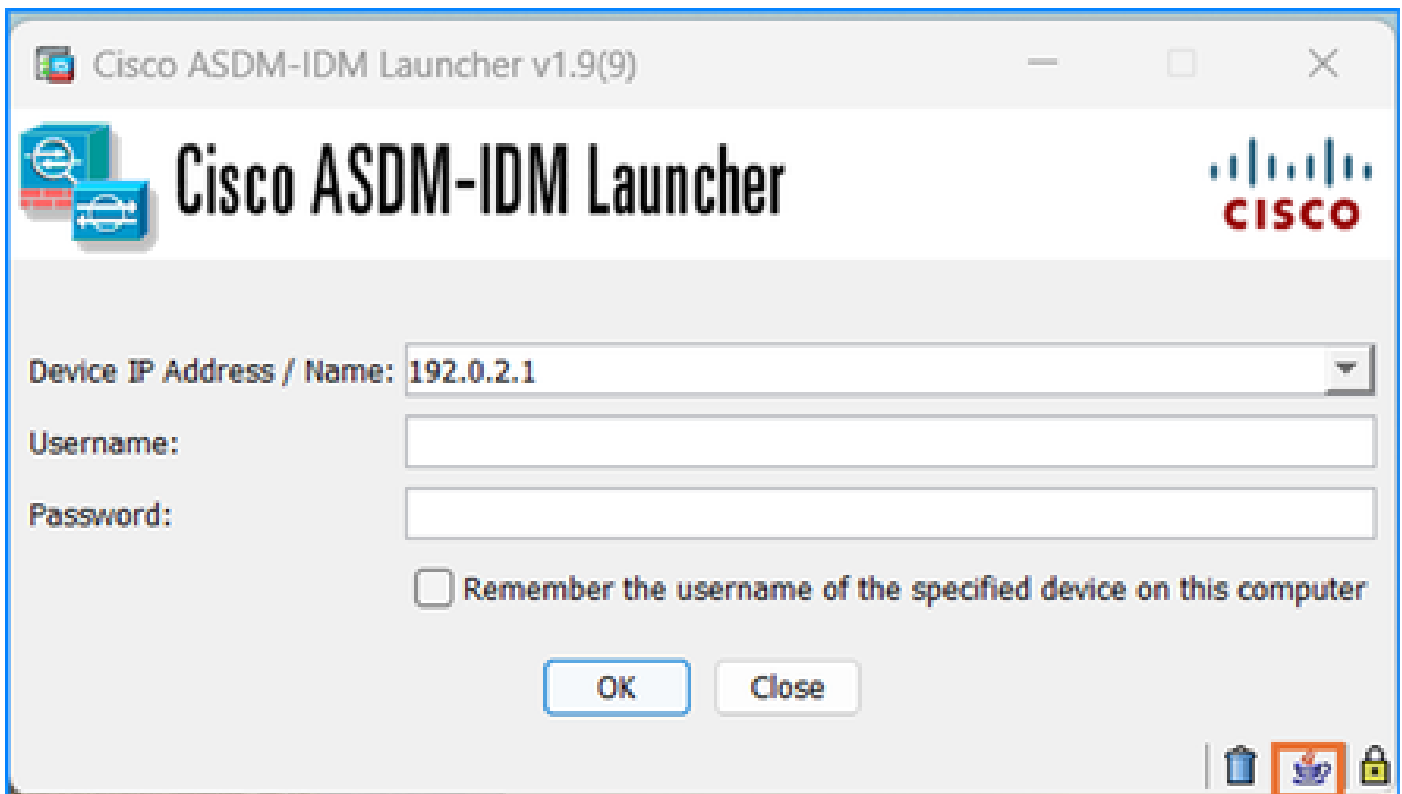 Cisco ASDM-IDM Launcher v1.9(9)
Cisco ASDM-IDM Launcher
CISCO
Device IP Address / Name: 192.0.2.1
Username:
Password:
Remember the username of the specified device on this computer
OK Close